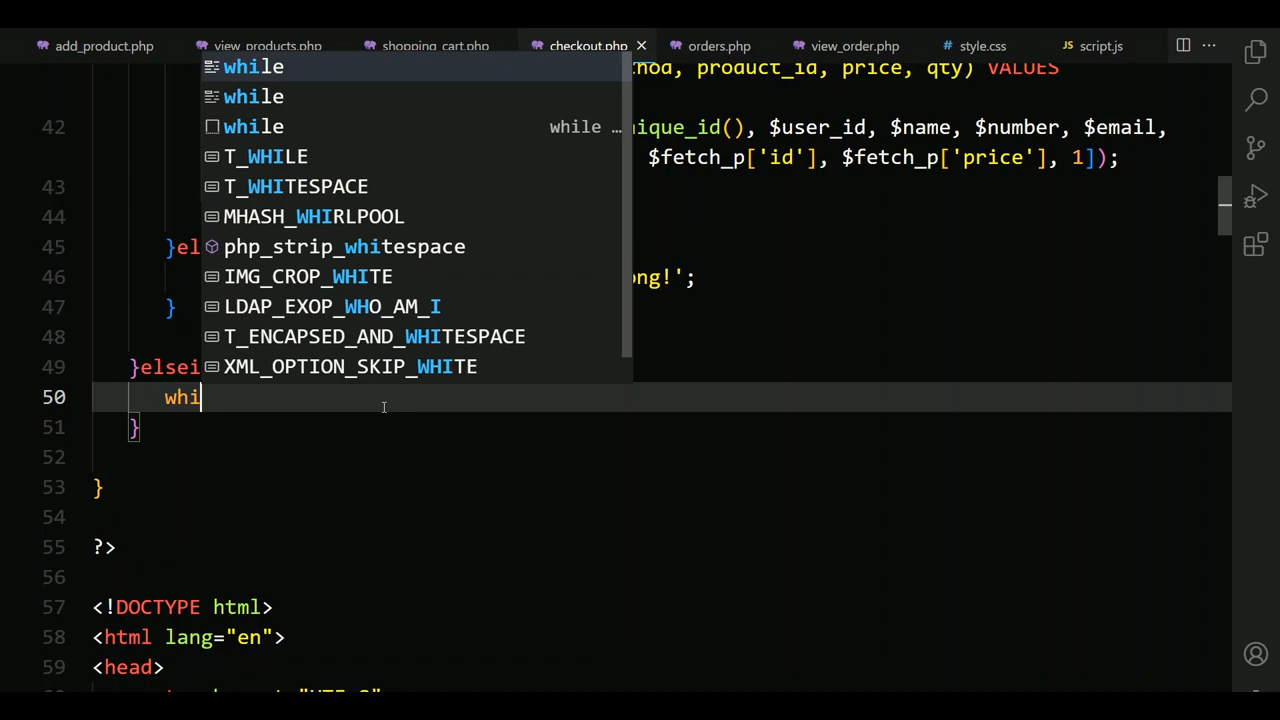 add_product.php view_products.php shopping_cart.php checkout.php orders.php view_order.php # style.css JS script.js
while
while
while while …
T_WHILE
T_WHITESPACE
MHASH_WHIRLPOOL
php_strip_whitespace
IMG_CROP_WHITE
LDAP_EXOP_WHO_AM_I
T_ENCAPSED_AND_WHITESPACE
XML_OPTION_SKIP_WHITE
product_id, price, qty) VALUES
42 nique_id(), $user_id, $name, $number, $email,
$fetch_p['id'], $fetch_p['price'], 1]);
43
44
45 }el
46 ong!';
47 }
48
49 }elsei
50 whi
51 }
52
53 }
54
55 ?>
56
57 <!DOCTYPE html>
58 <html lang="en">
59 <head>